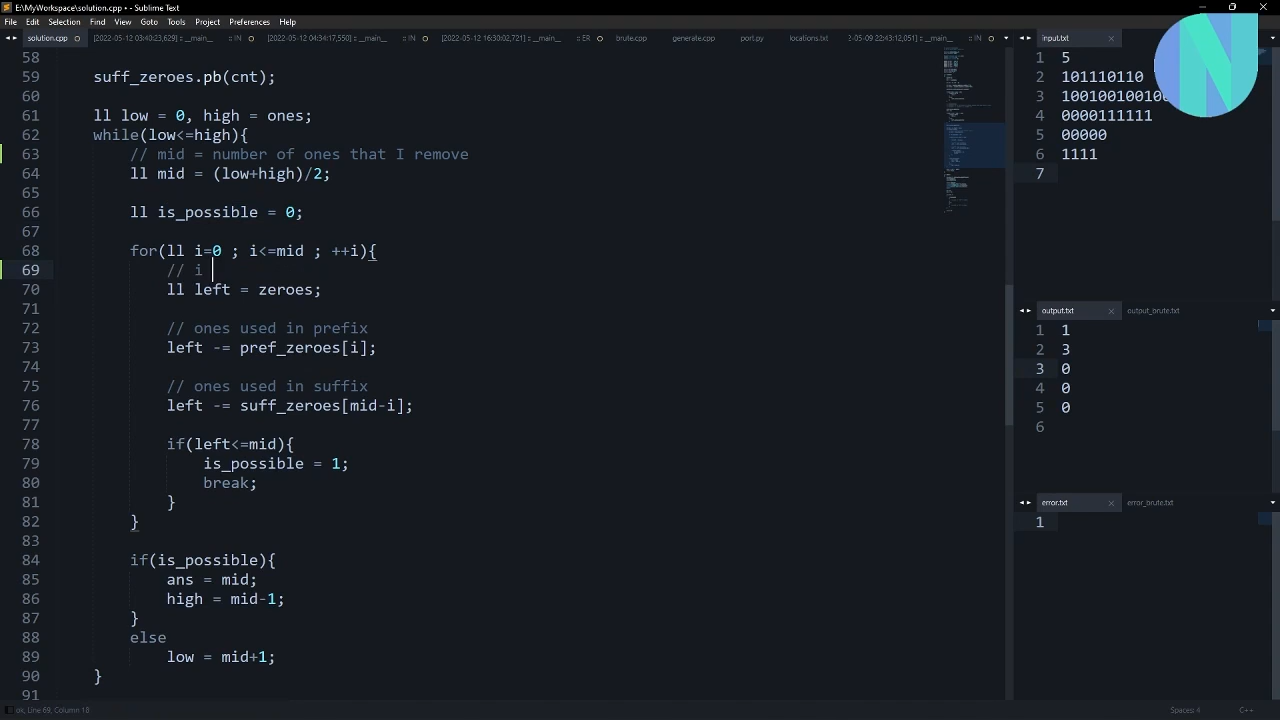 E:\MyWorkspace\solution.cpp • - Sublime Text
File Edit Selection Find View Goto Tools Project Preferences Help
solution.cpp [2022-05-12 03:40:23,629] :: __main__ :: IN [2022-05-12 04:34:17,550] :: __main__ :: IN [2022-05-12 16:30:02,721] :: __main__ :: ER brute.cpp generate.cpp port.py locations.txt 2-05-09 22:43:12,051] :: __main__ :: IN
58
59 suff_zeroes.pb(cnt);
60
61 ll low = 0, high = ones;
62 while(low<=high){
63 // mid = number of ones that I remove
64 ll mid = (low+high)/2;
65
66 ll is_possible = 0;
67
68 for(ll i=0 ; i<=mid ; ++i){
69 // i
70 ll left = zeroes;
71
72 // ones used in prefix
73 left -= pref_zeroes[i];
74
75 // ones used in suffix
76 left -= suff_zeroes[mid-i];
77
78 if(left<=mid){
79 is_possible = 1;
80 break;
81 }
82 }
83
84 if(is_possible){
85 ans = mid;
86 high = mid-1;
87 }
88 else
89 low = mid+1;
90 }
91
input.txt
1 5
2 101110110
3 1001001001001
4 0000111111
5 00000
6 1111
7
output.txt output_brute.txt
1 1
2 3
3 0
4 0
5 0
6
error.txt error_brute.txt
1
Line 69, Column 18
Spaces: 4 C++